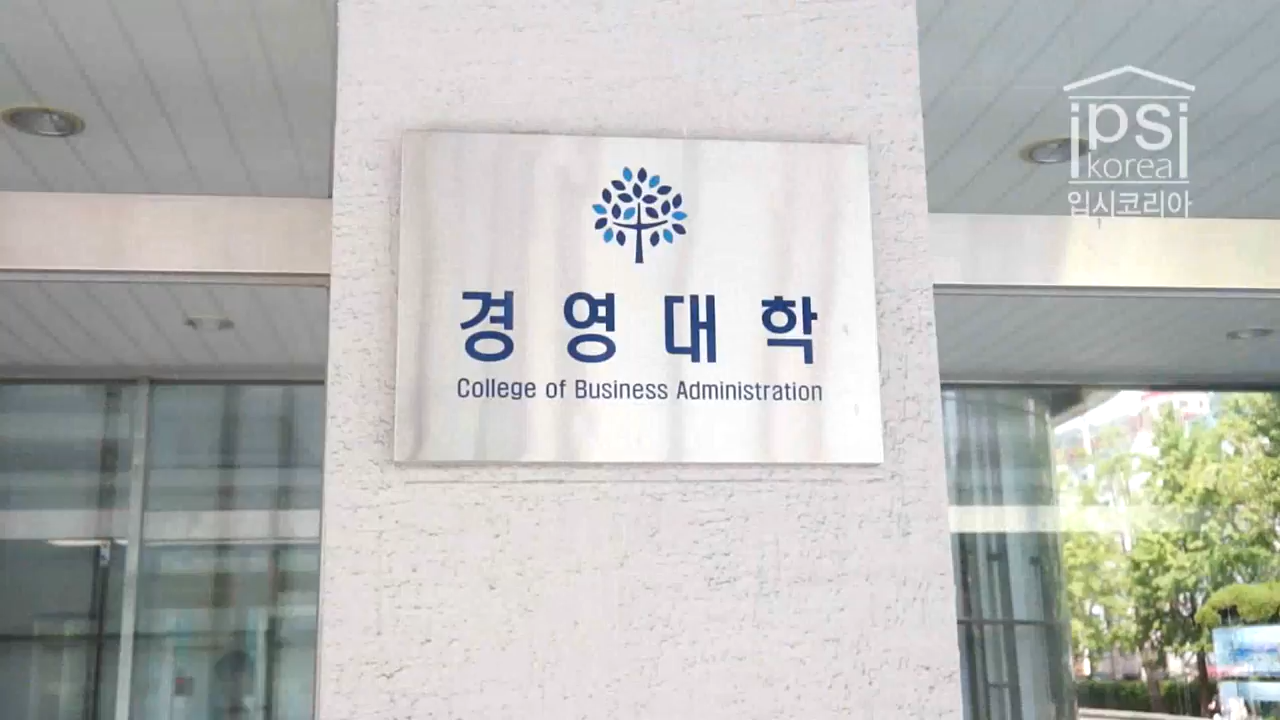 ipsi
korea
입시코리아
경영대학
College of Business Administration